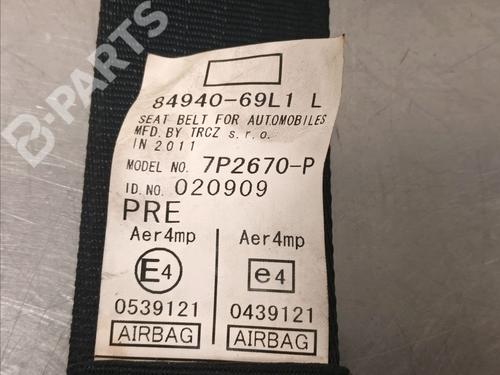 84940-69L1 L
SEAT BELT FOR AUTOMOBILES
MFD. BY TRCZ s.r.o.
IN 2011
MODEL NO. 7P2670-P
ID. NO. 020909
PRE
Aer4mp Aer4mp
E4 e4
0539121 0439121
AIRBAG AIRBAG
B-PARTS